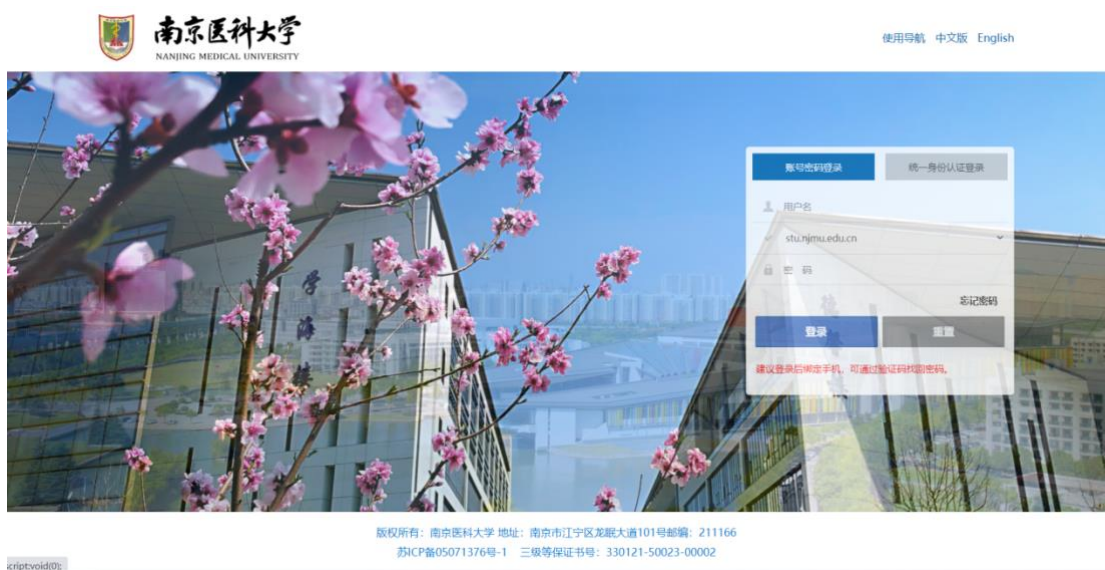 南京医科大学
NANJING MEDICAL UNIVERSITY
使用导航 中文版 English
账号密码登录 统一身份认证登录
用户名
stu.njmu.edu.cn
密 码
忘记密码
登录 重置
建议登录后绑定手机，可通过验证码找回密码。
学海楼
版权所有：南京医科大学 地址：南京市江宁区龙眠大道101号邮编：211166
苏ICP备05071376号-1 三级等保证书号：330121-50023-00002
script:void(0);